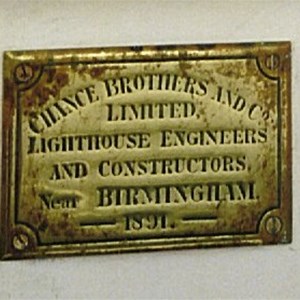 CHANCE BROTHERS AND Co.
LIMITED.
LIGHTHOUSE ENGINEERS
AND CONSTRUCTORS,
Near BIRMINGHAM.
— 1891. —